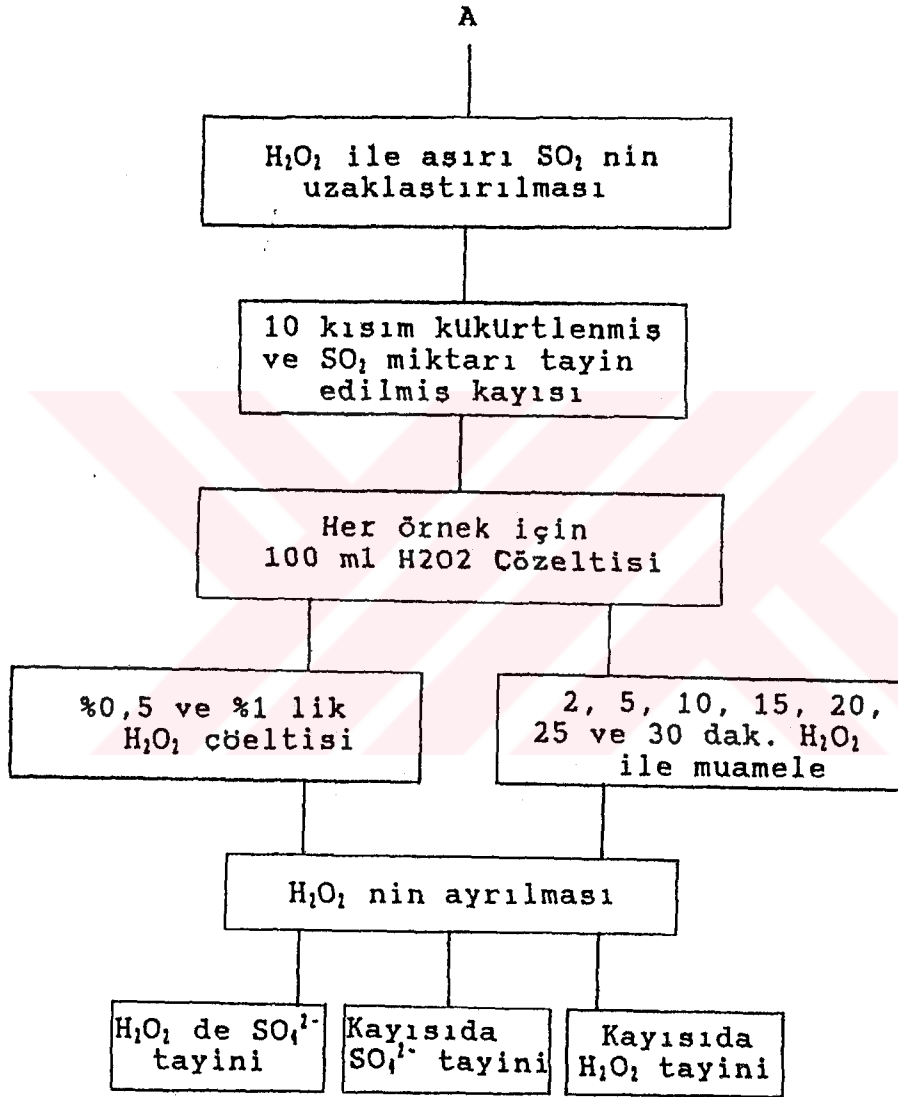 A
H₂O₂ ile aşırı SO₂ nin
uzaklaştırılması
10 kısım kükürtlenmiş
ve SO₂ miktarı tayin
edilmiş kayısı
Her örnek için
100 ml H2O2 Çözeltisi
%0,5 ve %1 lik
H₂O₂ çöeltisi
2, 5, 10, 15, 20,
25 ve 30 dak. H₂O₂
ile muamele
H₂O₂ nin ayrılması
H₂O₂ de SO₄²⁻
tayini
Kayısıda
SO₄²⁻ tayini
Kayısıda
H₂O₂ tayini